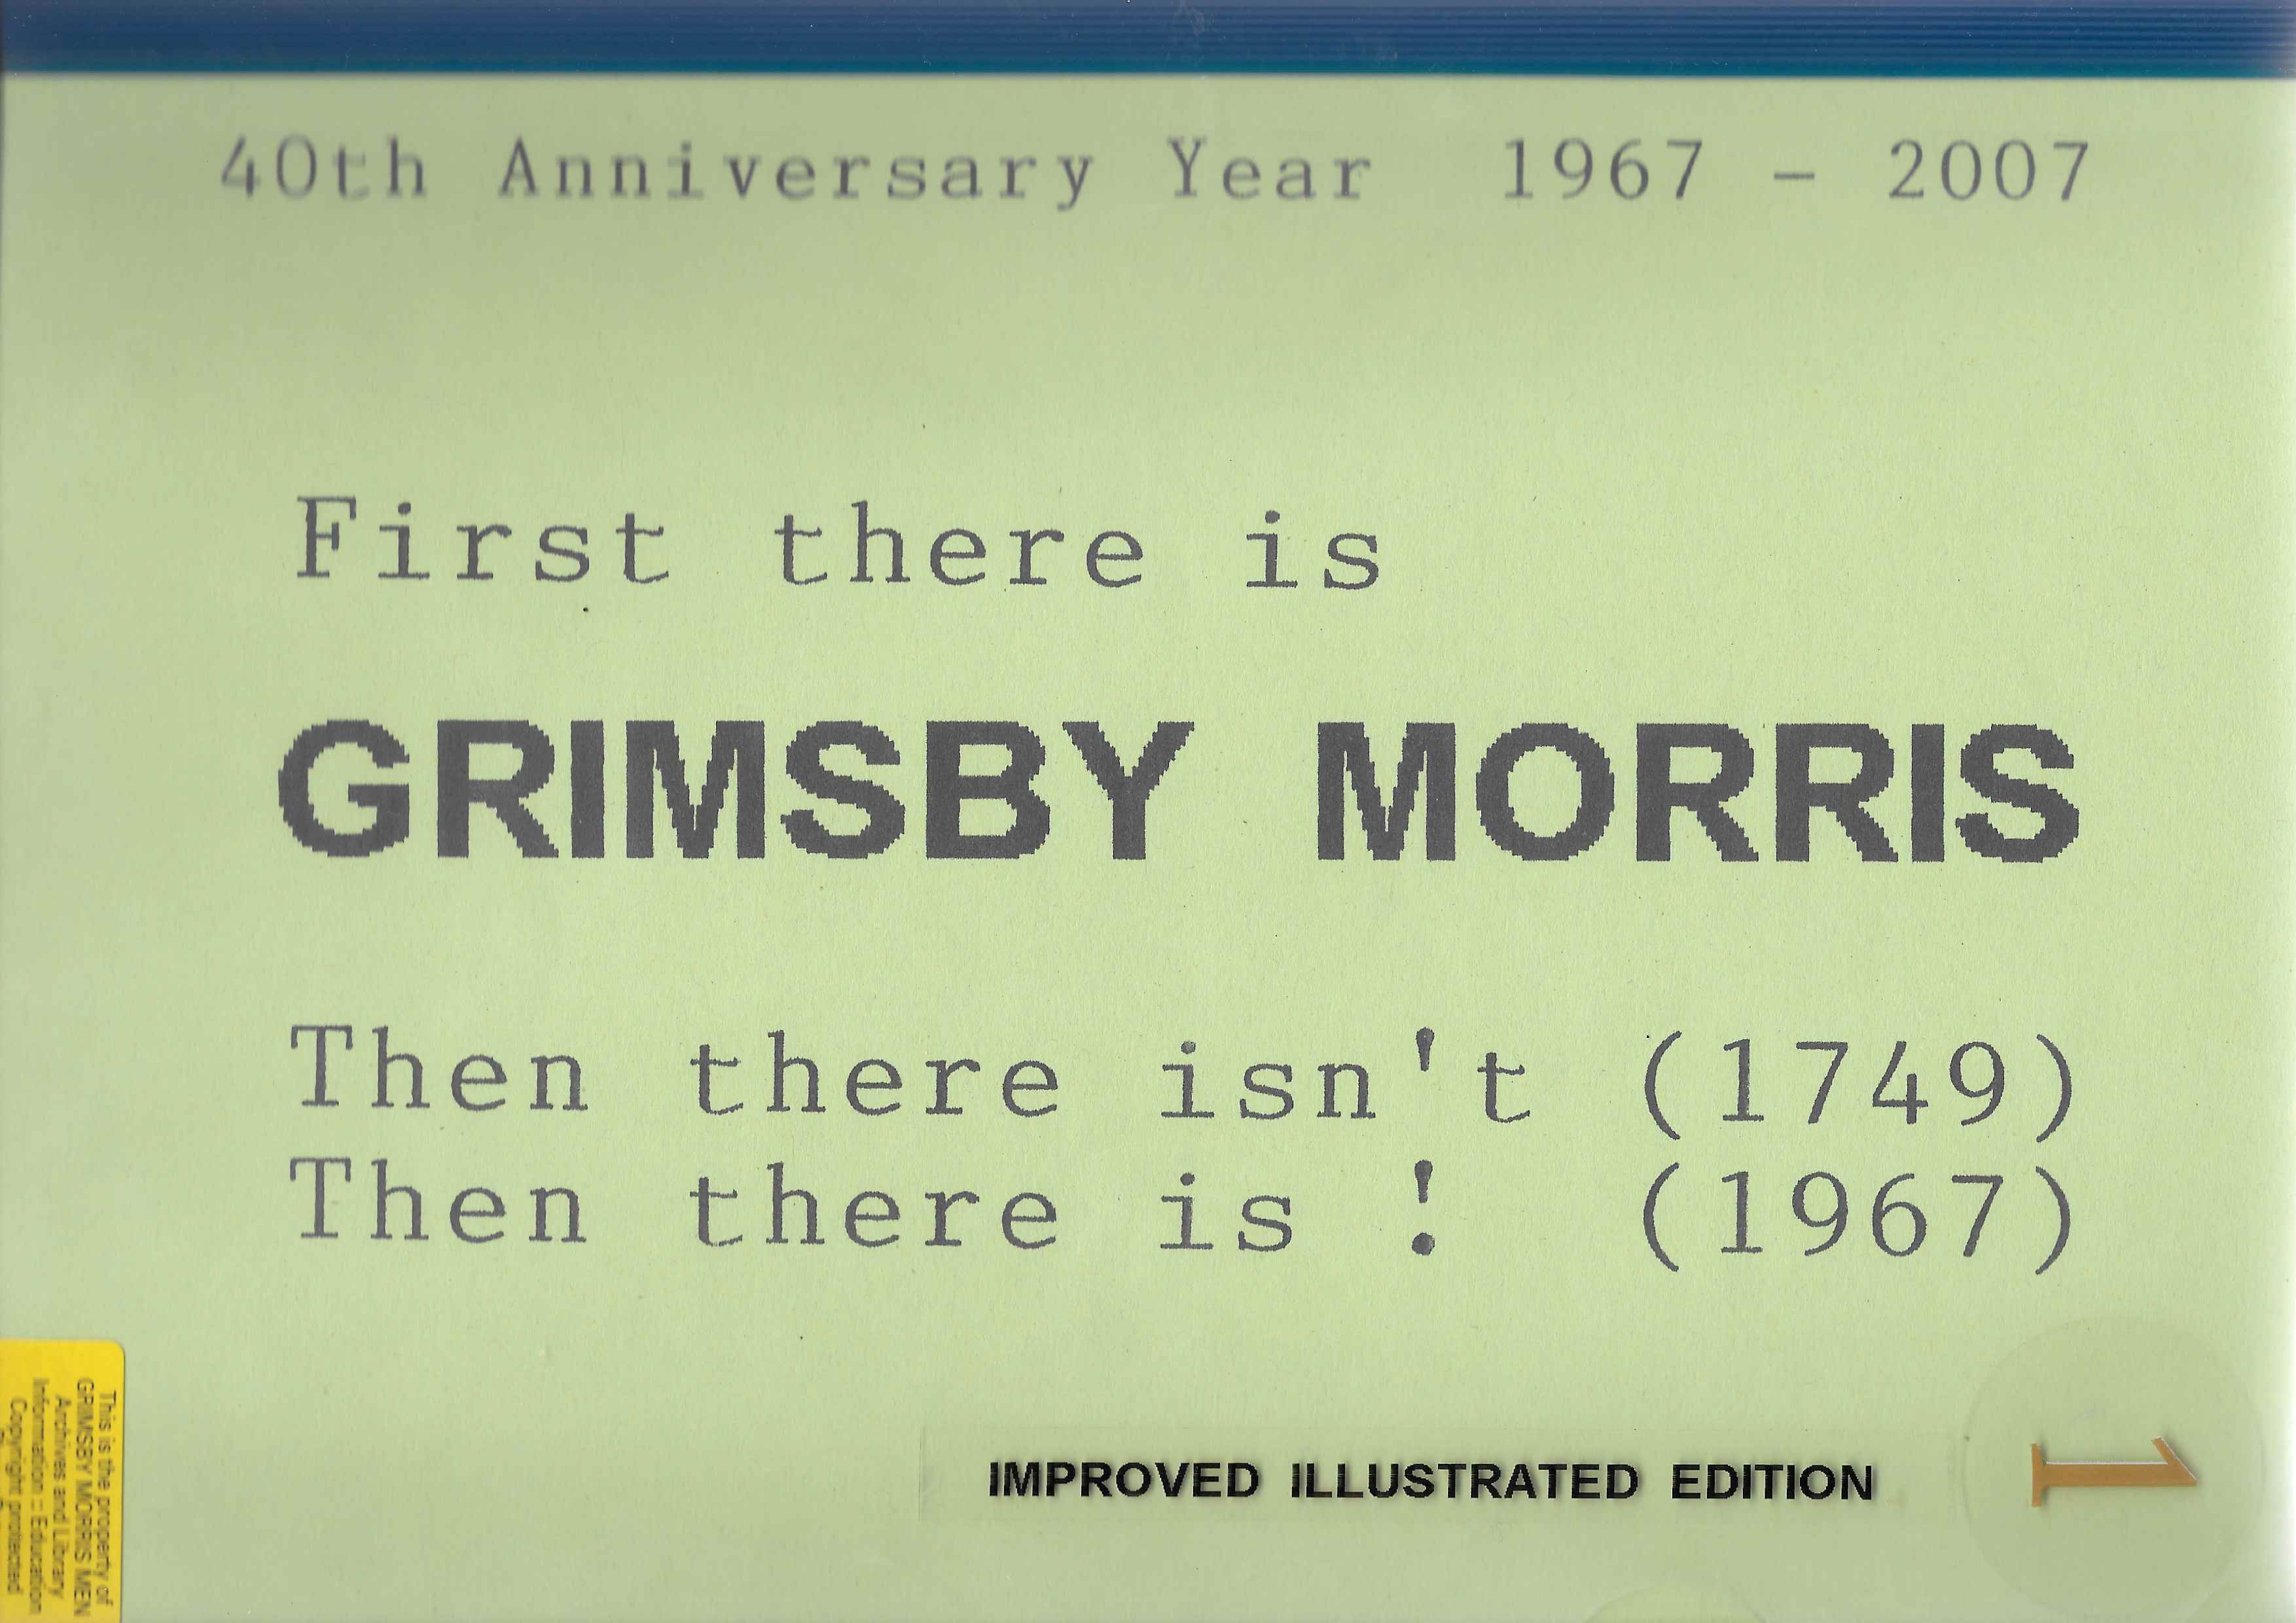 40th Anniversary Year 1967 - 2007
First there is
GRIMSBY MORRIS
Then there isn't (1749)
Then there is ! (1967)
IMPROVED ILLUSTRATED EDITION
1
This is the property of
GRIMSBY MORRIS MEN
Archives and Library
Information - Education
Copyright protected